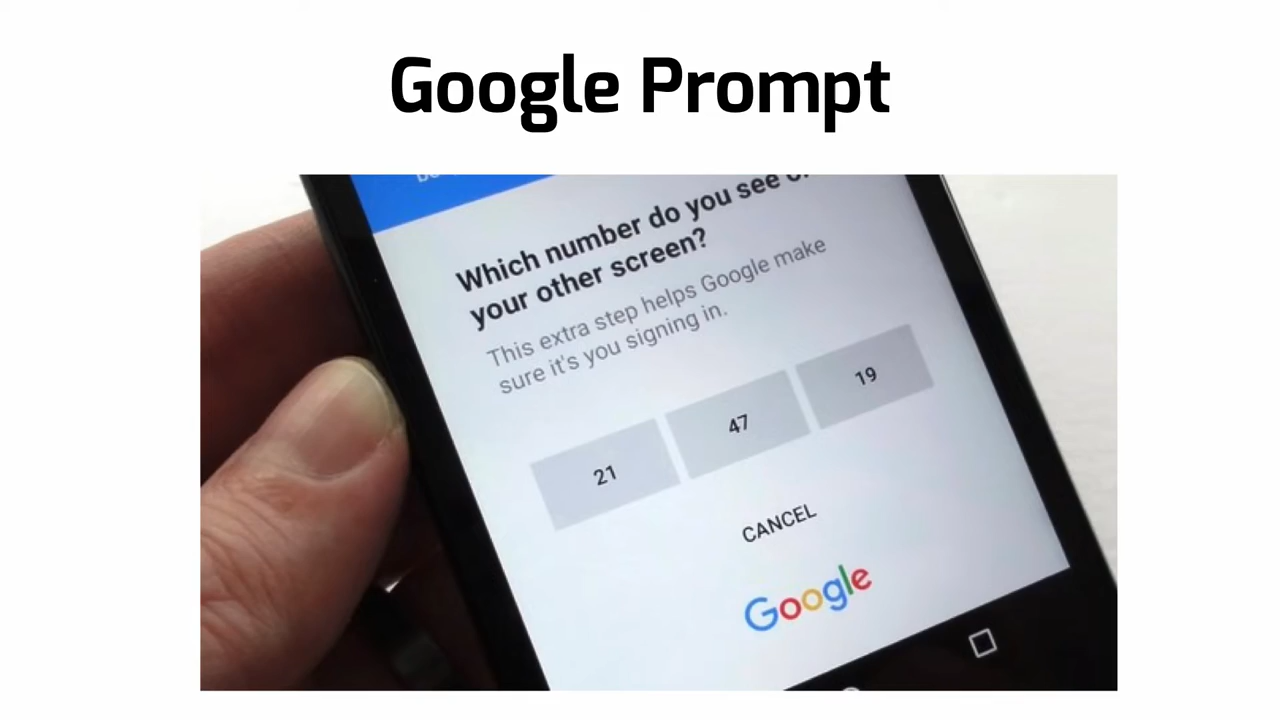 Google Prompt
Which number do you see
your other screen?
This extra step helps Google make
sure it's you signing in.
21 47 19
CANCEL
Google